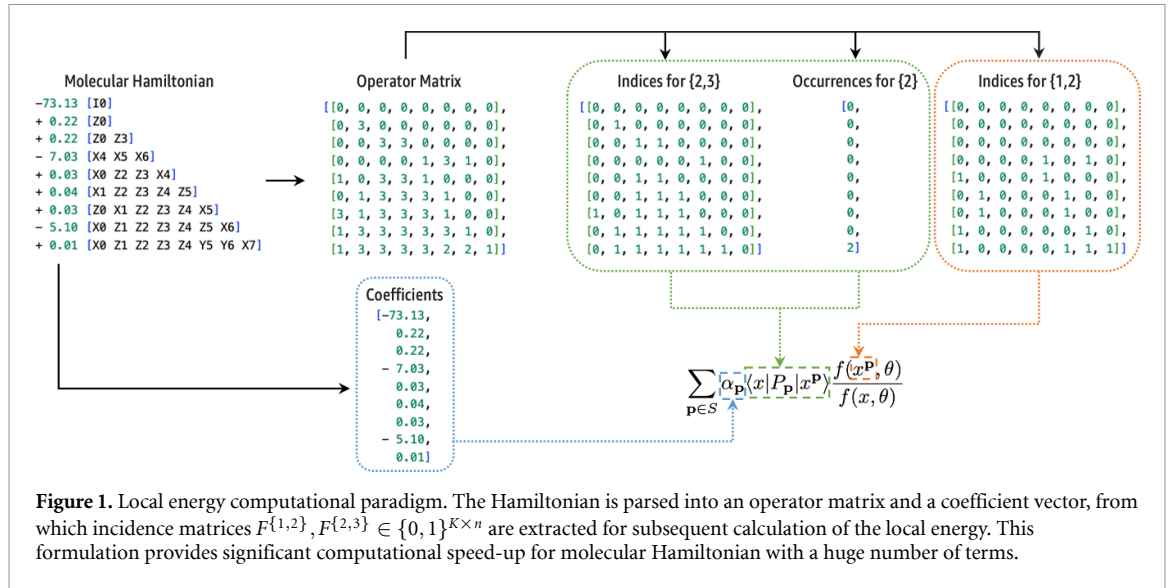 Molecular Hamiltonian
-73.13 [I0]
+ 0.22 [Z0]
+ 0.22 [Z0 Z3]
- 7.03 [X4 X5 X6]
+ 0.03 [X0 Z2 Z3 X4]
+ 0.04 [X1 Z2 Z3 Z4 Z5]
+ 0.03 [Z0 X1 Z2 Z3 Z4 X5]
- 5.10 [X0 Z1 Z2 Z3 Z4 Z5 X6]
+ 0.01 [X0 Z1 Z2 Z3 Z4 Y5 Y6 X7]
Operator Matrix
[[0, 0, 0, 0, 0, 0, 0, 0],
[0, 3, 0, 0, 0, 0, 0, 0],
[0, 0, 3, 3, 0, 0, 0, 0],
[0, 0, 0, 0, 1, 3, 1, 0],
[1, 0, 3, 3, 1, 0, 0, 0],
[0, 1, 3, 3, 3, 1, 0, 0],
[3, 1, 3, 3, 3, 1, 0, 0],
[1, 3, 3, 3, 3, 3, 1, 0],
[1, 3, 3, 3, 3, 2, 2, 1]]
Indices for {2,3}
[[0, 0, 0, 0, 0, 0, 0, 0],
[0, 1, 0, 0, 0, 0, 0, 0],
[0, 0, 1, 1, 0, 0, 0, 0],
[0, 0, 0, 0, 0, 1, 0, 0],
[0, 0, 1, 1, 0, 0, 0, 0],
[0, 0, 1, 1, 1, 0, 0, 0],
[1, 0, 1, 1, 1, 0, 0, 0],
[0, 1, 1, 1, 1, 1, 0, 0],
[0, 1, 1, 1, 1, 1, 1, 0]]
Occurrences for {2}
[0,
0,
0,
0,
0,
0,
0,
0,
2]
Indices for {1,2}
[[0, 0, 0, 0, 0, 0, 0, 0],
[0, 0, 0, 0, 0, 0, 0, 0],
[0, 0, 0, 0, 0, 0, 0, 0],
[0, 0, 0, 0, 1, 0, 1, 0],
[1, 0, 0, 0, 1, 0, 0, 0],
[0, 1, 0, 0, 0, 1, 0, 0],
[0, 1, 0, 0, 0, 1, 0, 0],
[1, 0, 0, 0, 0, 0, 1, 0],
[1, 0, 0, 0, 0, 1, 1, 1]]
Coefficients
[-73.13,
0.22,
0.22,
- 7.03,
0.03,
0.04,
0.03,
- 5.10,
0.01]
∑_{p∈S} α_p ⟨x|P_p|x^p⟩ f(x^p, θ) / f(x, θ)
Figure 1. Local energy computational paradigm. The Hamiltonian is parsed into an operator matrix and a coefficient vector, from
which incidence matrices F^{1,2}, F^{2,3} ∈ {0, 1}^{K×n} are extracted for subsequent calculation of the local energy. This
formulation provides significant computational speed-up for molecular Hamiltonian with a huge number of terms.